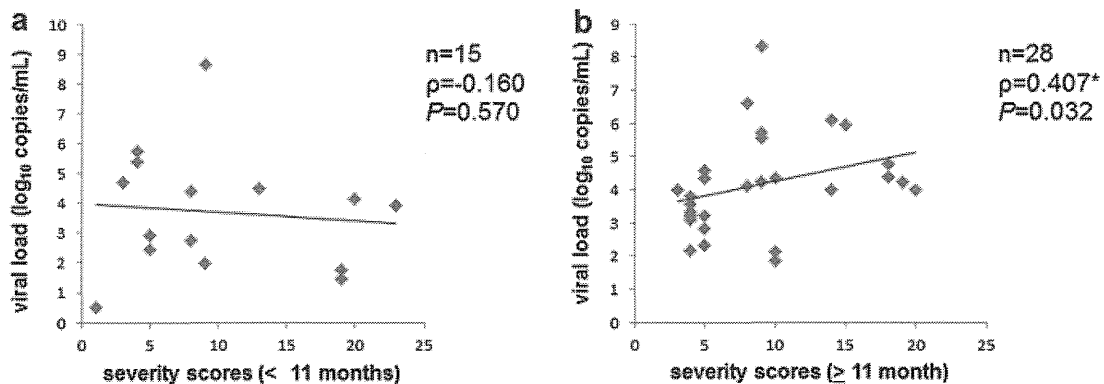 a
viral load (log10 copies/mL)
10
9
8
7
6
5
4
3
2
1
0
0 5 10 15 20 25
severity scores (< 11 months)
n=15
ρ=-0.160
P=0.570
b
viral load (log10 copies/mL)
9
8
7
6
5
4
3
2
1
0
0 5 10 15 20 25
severity scores (≥ 11 month)
n=28
ρ=0.407*
P=0.032